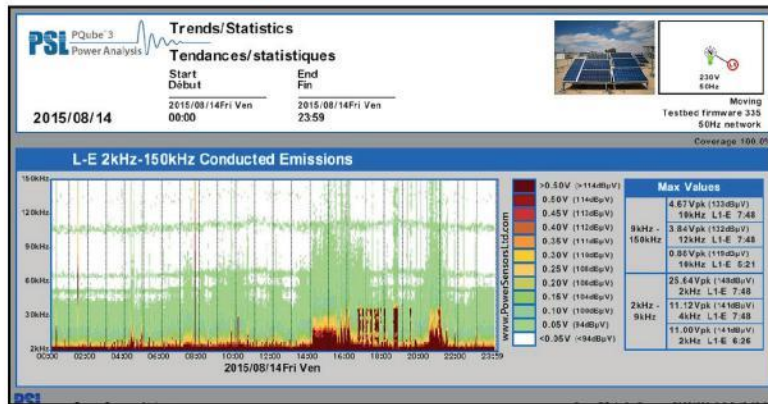 PSL PQube 3
Power Analysis
Trends/Statistics
Tendances/statistiques
Start End
Début Fin
2015/08/14Fri Ven 2015/08/14Fri Ven
00:00 23:59
2015/08/14
230V
50Hz
L1
Moving
Testbed firmware 335
50Hz network
Coverage 100.0%
L-E 2kHz-150kHz Conducted Emissions
150kHz
120kHz
90kHz
60kHz
30kHz
2kHz
00:00 02:00 04:00 06:00 08:00 10:00 12:00 14:00 16:00 18:00 20:00 22:00 23:59
2015/08/14Fri Ven
www.PowerSensorsLtd.com
>0.50V (>114dBµV)
0.50V (114dBµV)
0.45V (113dBµV)
0.40V (112dBµV)
0.35V (111dBµV)
0.30V (110dBµV)
0.25V (108dBµV)
0.20V (106dBµV)
0.15V (104dBµV)
0.10V (100dBµV)
0.05V (94dBµV)
<0.05V (<94dBµV)
Max Values
9kHz - 150kHz
4.67Vpk (133dBµV)
10kHz L1-E 7:48
3.84Vpk (132dBµV)
12kHz L1-E 7:48
10kHz L1-E 5:21
2kHz - 9kHz
25.64Vpk (148dBµV)
2kHz L1-E 7:48
11.12Vpk (141dBµV)
4kHz L1-E 7:48
11.00Vpk (141dBµV)
2kHz L1-E 6:26
PSL